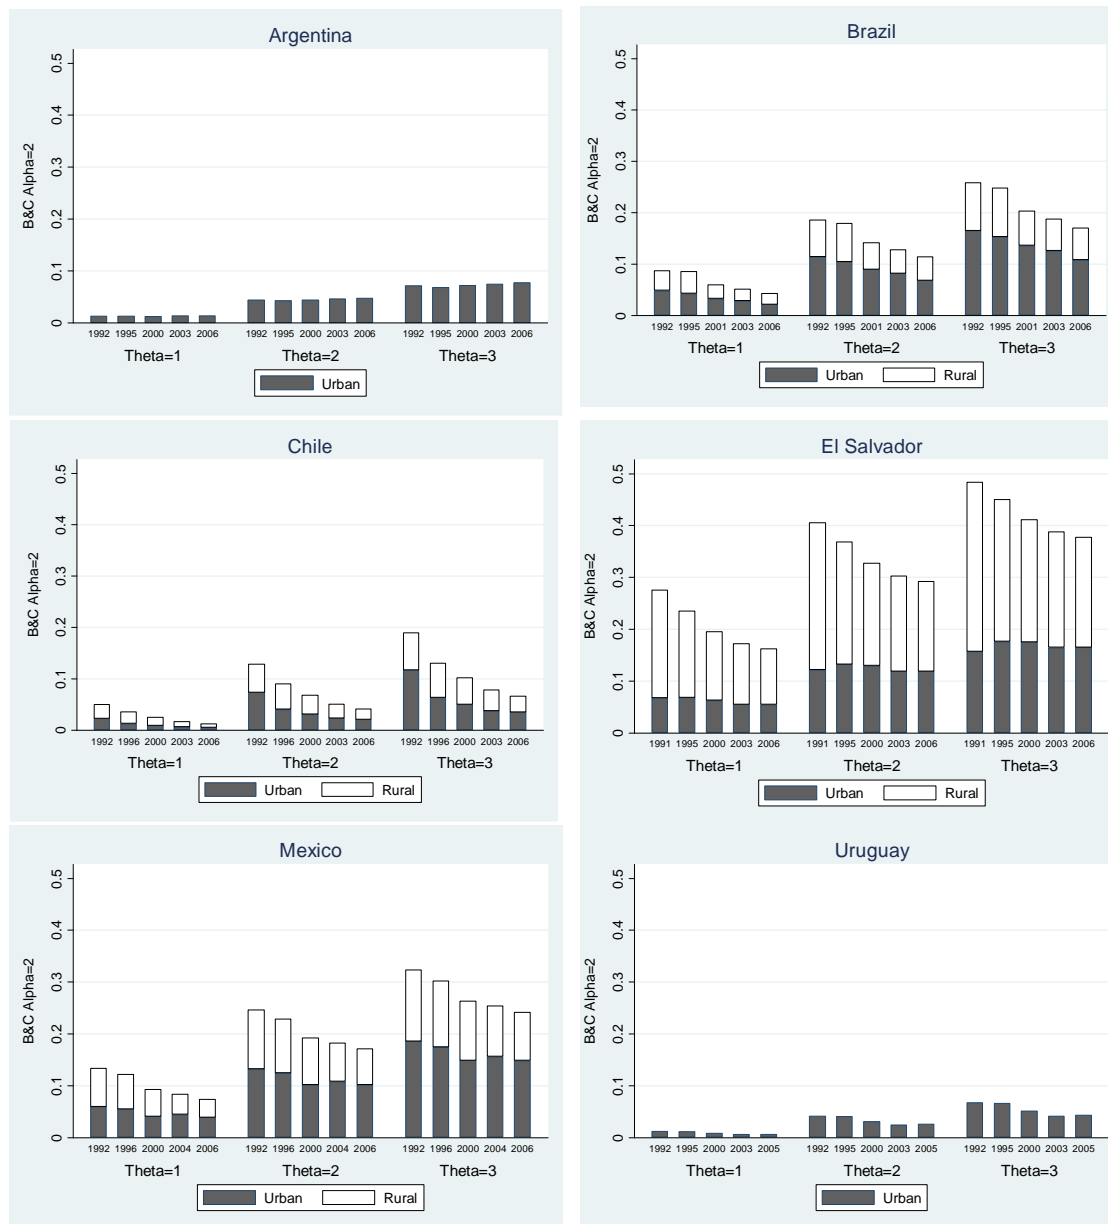 Argentina
B&C Alpha=2
0.5
0.4
0.3
0.2
0.1
0
1992 1995 2000 2003 2006 1992 1995 2000 2003 2006 1992 1995 2000 2003 2006
Theta=1 Theta=2 Theta=3
Urban
Brazil
B&C Alpha=2
0.5
0.4
0.3
0.2
0.1
0
1992 1995 2001 2003 2006 1992 1995 2001 2003 2006 1992 1995 2001 2003 2006
Theta=1 Theta=2 Theta=3
Urban Rural
Chile
B&C Alpha=2
0.5
0.4
0.3
0.2
0.1
0
1992 1996 2000 2003 2006 1992 1996 2000 2003 2006 1992 1996 2000 2003 2006
Theta=1 Theta=2 Theta=3
Urban Rural
El Salvador
B&C Alpha=2
0.5
0.4
0.3
0.2
0.1
0
1991 1995 2000 2003 2006 1991 1995 2000 2003 2006 1991 1995 2000 2003 2006
Theta=1 Theta=2 Theta=3
Urban Rural
Mexico
B&C Alpha=2
0.5
0.4
0.3
0.2
0.1
0
1992 1996 2000 2004 2006 1992 1996 2000 2004 2006 1992 1996 2000 2004 2006
Theta=1 Theta=2 Theta=3
Urban Rural
Uruguay
B&C Alpha=2
0.5
0.4
0.3
0.2
0.1
0
1992 1995 2000 2003 2005 1992 1995 2000 2003 2005 1992 1995 2000 2003 2005
Theta=1 Theta=2 Theta=3
Urban